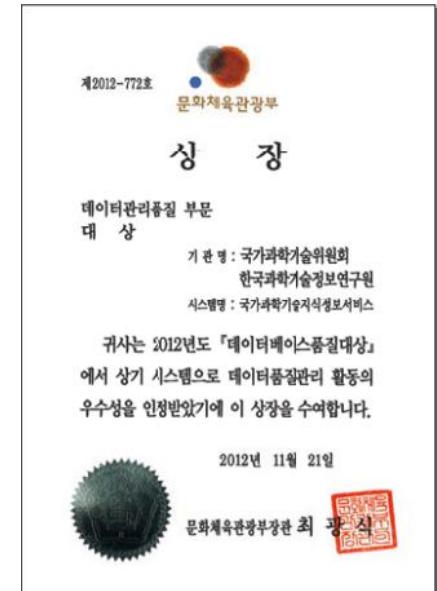 제2012-772호
문화체육관광부
상 장
데이터관리품질 부문
대 상
기 관 명 : 국가과학기술위원회
한국과학기술정보연구원
시스템명 : 국가과학기술지식정보서비스
귀사는 2012년도 『데이터베이스품질대상』
에서 상기 시스템으로 데이터품질관리 활동의
우수성을 인정받았기에 이 상장을 수여합니다.
2012년 11월 21일
문화체육관광부장관 최 광 식